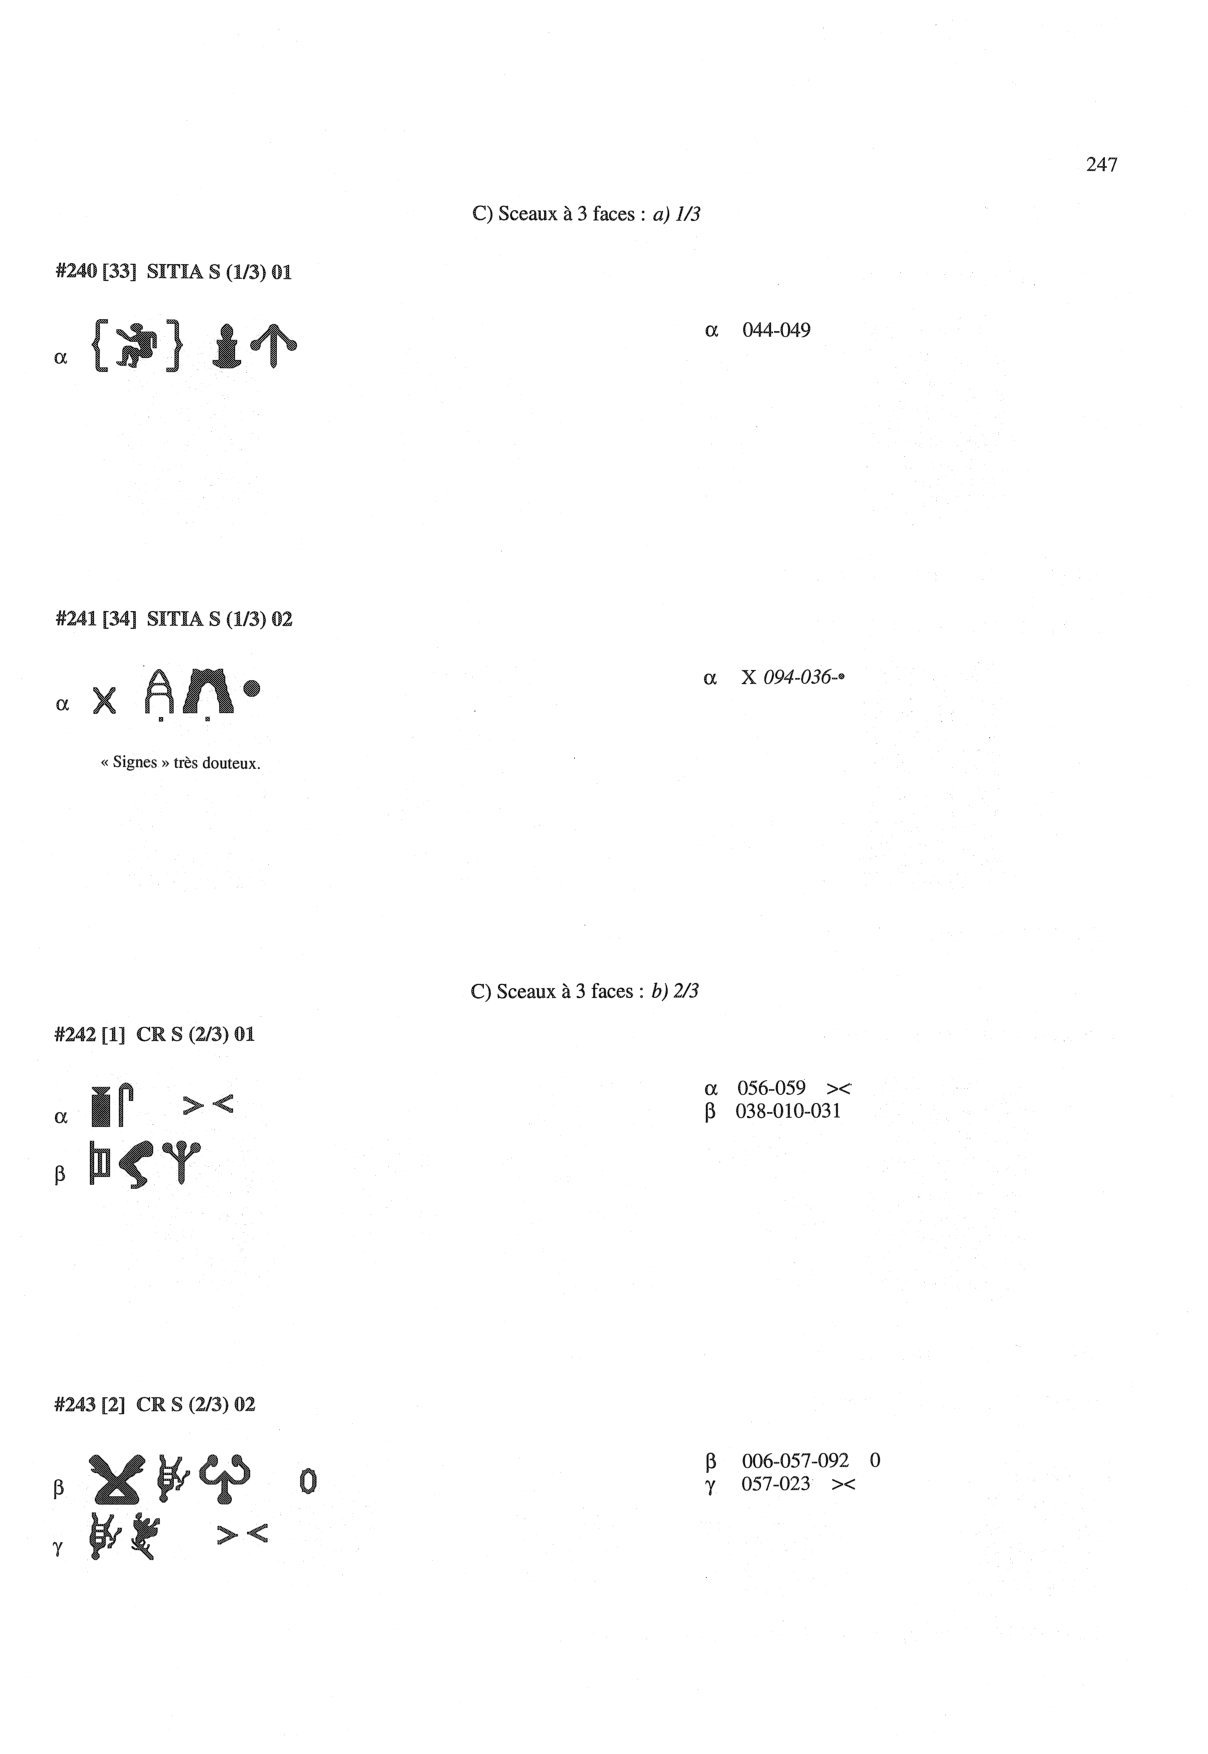 247
C) Sceaux à 3 faces : a) 1/3
#240 [33] SITIA S (1/3) 01
α { } α 044-049
#241 [34] SITIA S (1/3) 02
α X • α X 094-036-•
« Signes » très douteux.
C) Sceaux à 3 faces : b) 2/3
#242 [1] CR S (2/3) 01
α >< α 056-059 ><
β β 038-010-031
#243 [2] CR S (2/3) 02
β 0 β 006-057-092 0
γ >< γ 057-023 ><